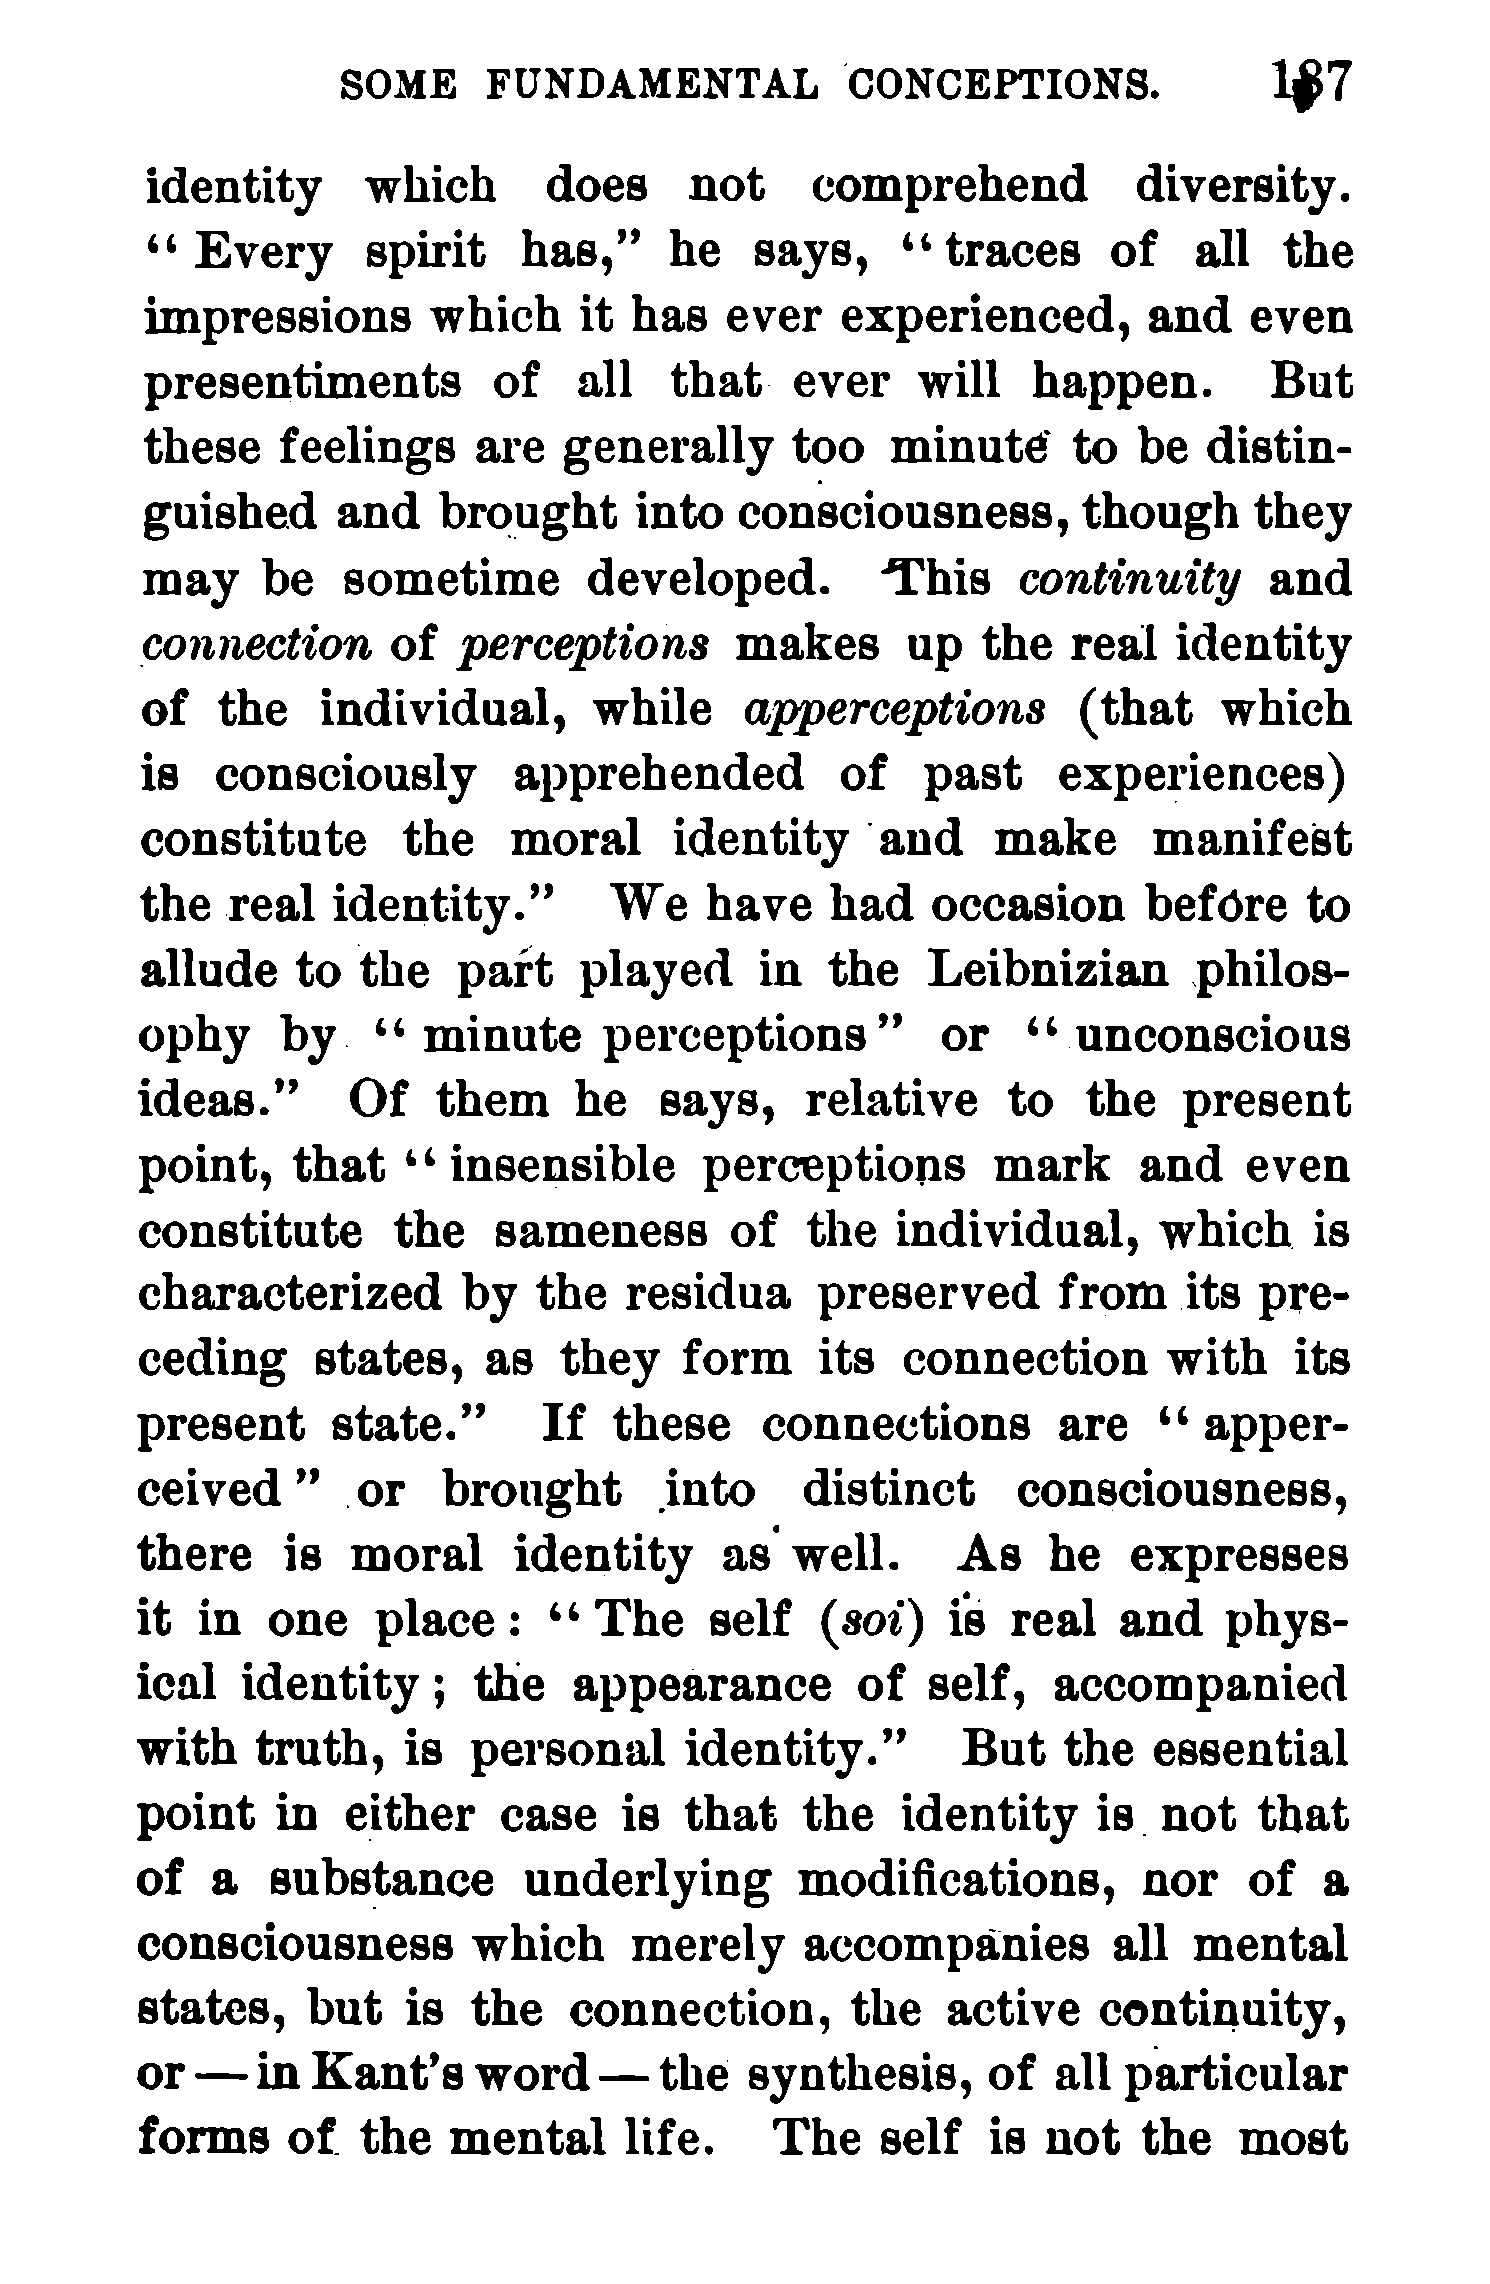 SOME FUNDAMENTAL CONCEPTIONS. 187
identity which does not comprehend diversity.
“Every spirit has,” he says, “traces of all the
impressions which it has ever experienced, and even
presentiments of all that ever will happen. But
these feelings are generally too minute to be distin-
guished and brought into consciousness, though they
may be sometime developed. This continuity and
connection of perceptions makes up the real identity
of the individual, while apperceptions (that which
is consciously apprehended of past experiences)
constitute the moral identity and make manifest
the real identity.” We have had occasion before to
allude to the part played in the Leibnizian philos-
ophy by “minute perceptions” or “unconscious
ideas.” Of them he says, relative to the present
point, that “insensible perceptions mark and even
constitute the sameness of the individual, which is
characterized by the residua preserved from its pre-
ceding states, as they form its connection with its
present state.” If these connections are “apper-
ceived” or brought into distinct consciousness,
there is moral identity as well. As he expresses
it in one place: “The self (soi) is real and phys-
ical identity; the appearance of self, accompanied
with truth, is personal identity.” But the essential
point in either case is that the identity is not that
of a substance underlying modifications, nor of a
consciousness which merely accompanies all mental
states, but is the connection, the active continuity,
or — in Kant’s word — the synthesis, of all particular
forms of the mental life. The self is not the most